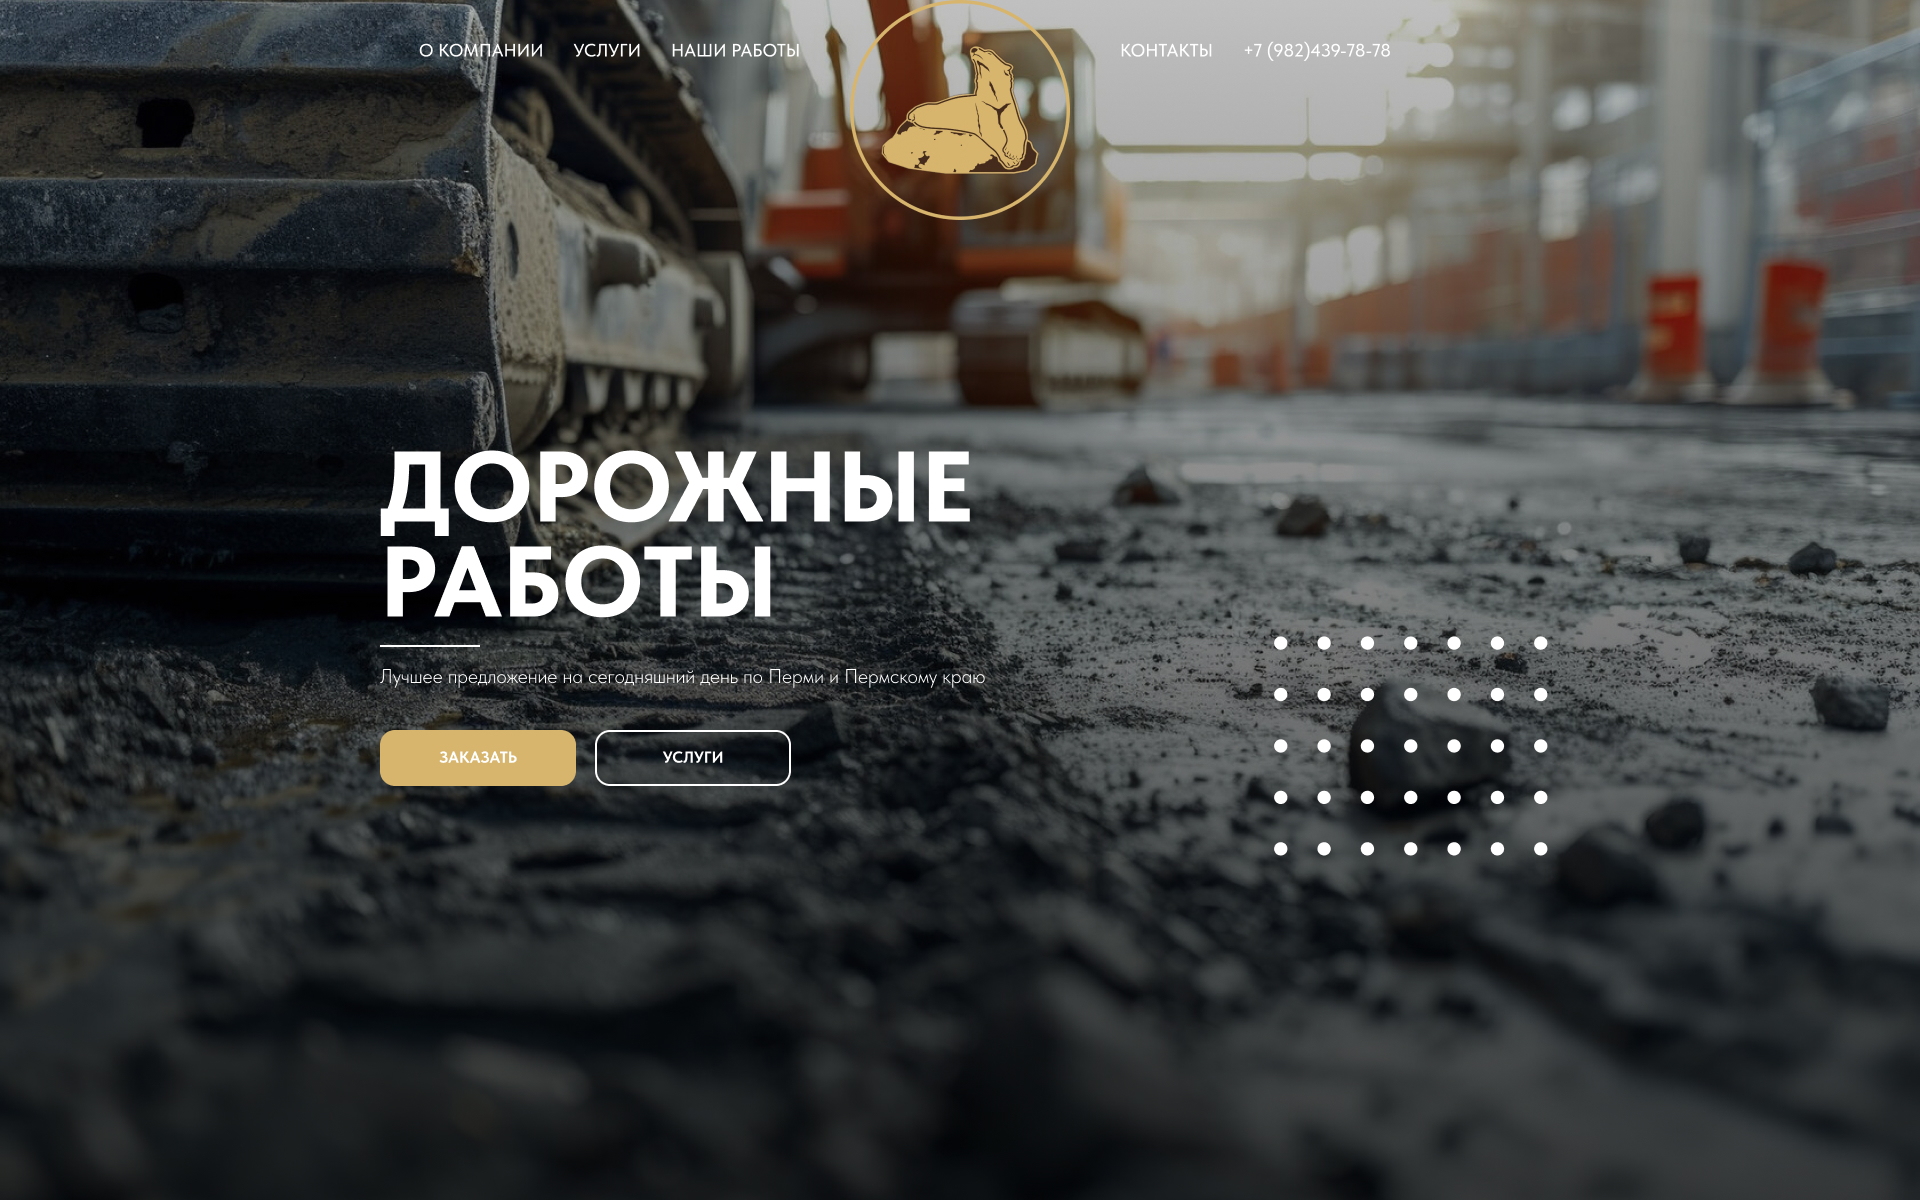 О КОМПАНИИ УСЛУГИ НАШИ РАБОТЫ КОНТАКТЫ +7 (982)439-78-78
ДОРОЖНЫЕ
РАБОТЫ
Лучшее предложение на сегодняшний день по Перми и Пермскому краю
ЗАКАЗАТЬ УСЛУГИ